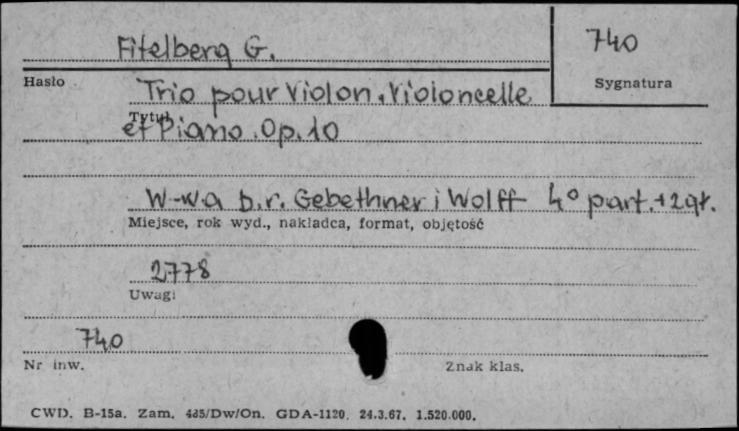 Fitelberg G.
740
Hasło
Sygnatura
Trio pour Violon, Violoncelle
Tytuł
et Piano. Op. 10
W-wa b.r. Gebethner i Wolff 4° part. + 2 gł.
Miejsce, rok wyd., nakładca, format, objętość
2778
Uwagi
740
Nr inw.
Znak klas.
CWD. B-15a. Zam. 485/Dw/On. GDA-1120. 24.3.67. 1.520.000.